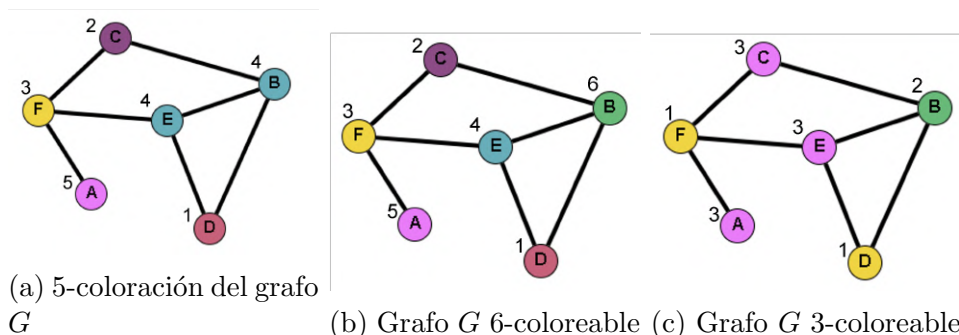 2
C
4
B
3
F
4
E
5
A
1
D
(a) 5-coloración del grafo
G
2
C
6
B
3
F
4
E
5
A
1
D
(b) Grafo G 6-coloreable
3
C
2
B
1
F
3
E
3
A
1
D
(c) Grafo G 3-coloreable